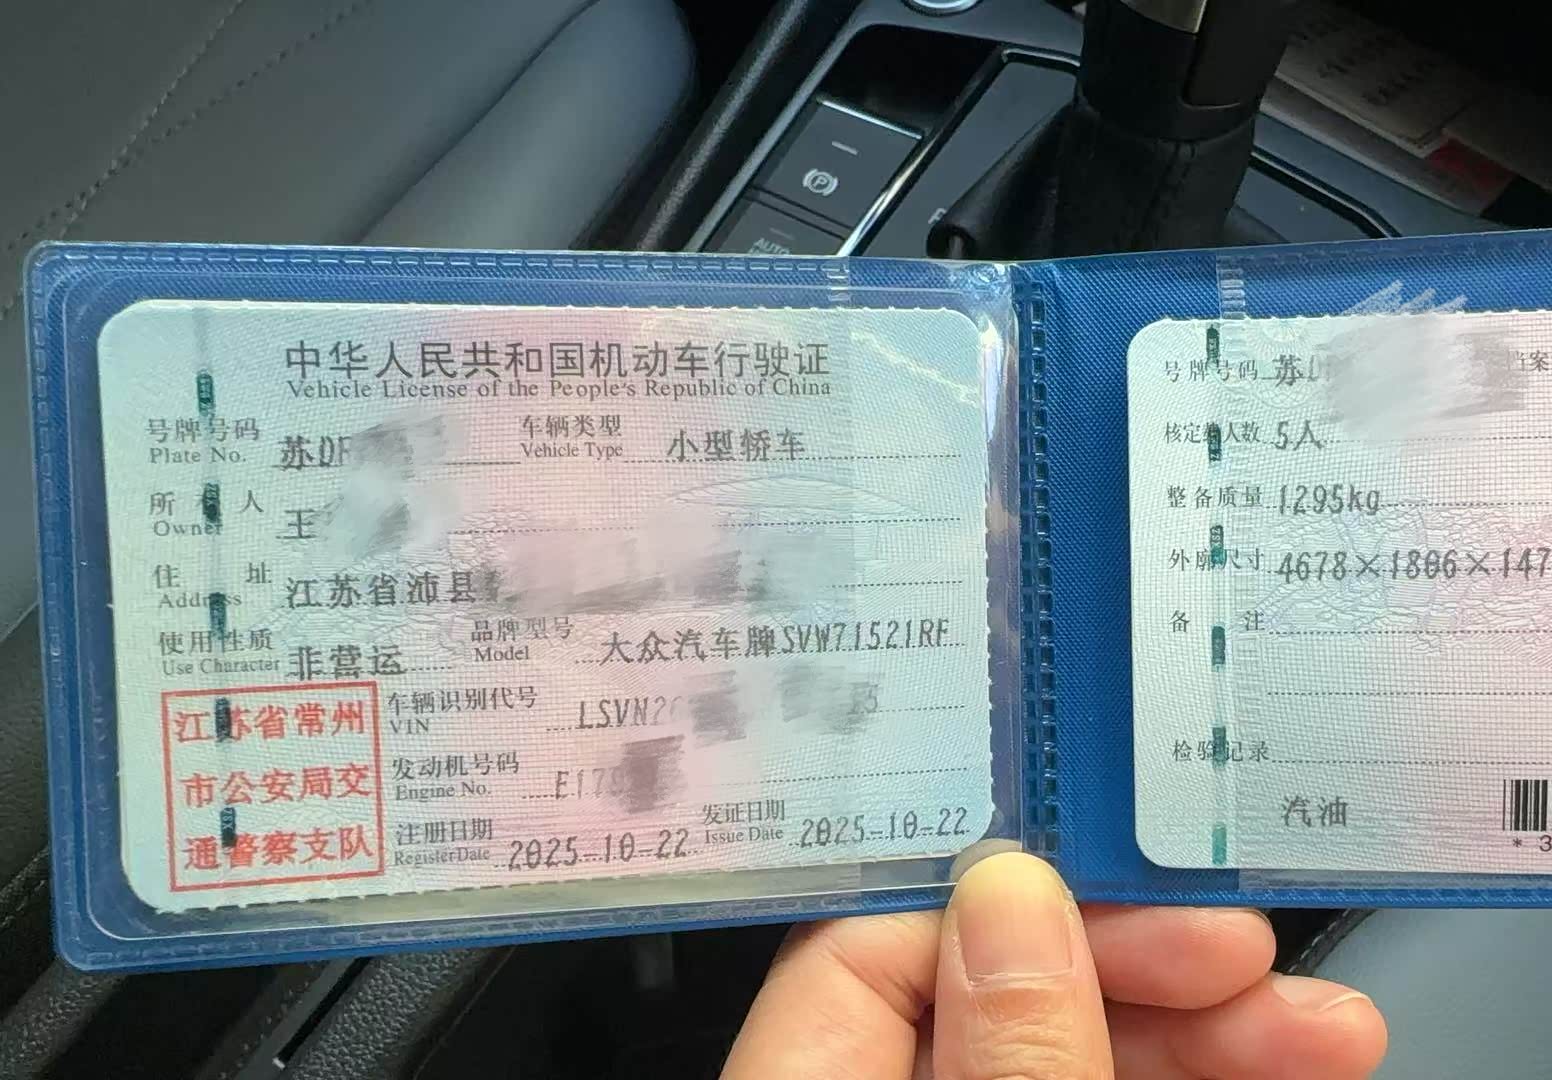 中华人民共和国机动车行驶证
Vehicle License of the People's Republic of China
号牌号码 苏D 车辆类型 小型轿车
Plate No. Vehicle Type
所 人 王
Owner
住 址 江苏省沛县
Address
使用性质 非营运 品牌型号 大众汽车牌SVW71521RF
Use Character Model
江苏省常州
市公安局交
通警察支队
车辆识别代号 LSVN2
VIN
发动机号码 E17
Engine No.
注册日期 2025-10-22 发证日期 2025-10-22
Register Date Issue Date
号牌号码 苏 档案
核定 人数 5人
整备质量 1295kg
外廓尺寸 4678×1806×147
备 注
检验记录
汽油
* 3
P
AUTO